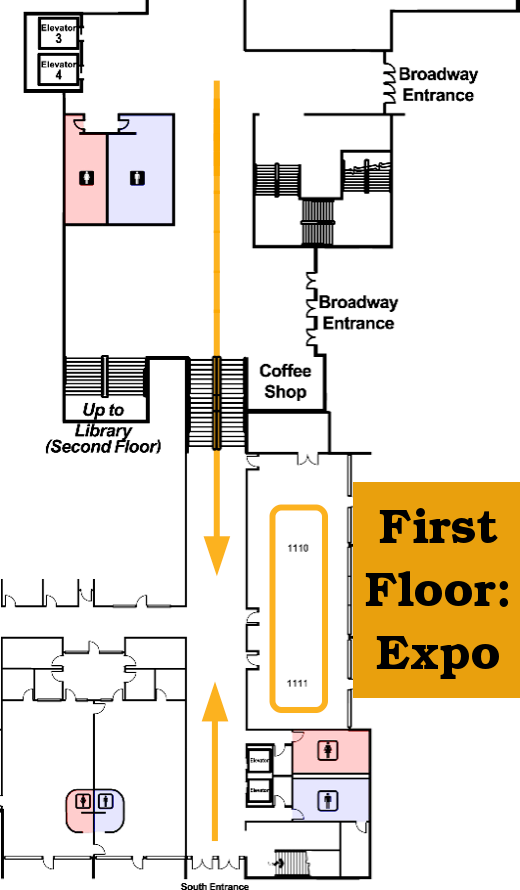 Elevator
3
Elevator
4
Broadway
Entrance
Broadway
Entrance
Coffee
Shop
Up to
Library
(Second Floor)
First
Floor:
Expo
1110
1111
Elevator
Elevator
South Entrance